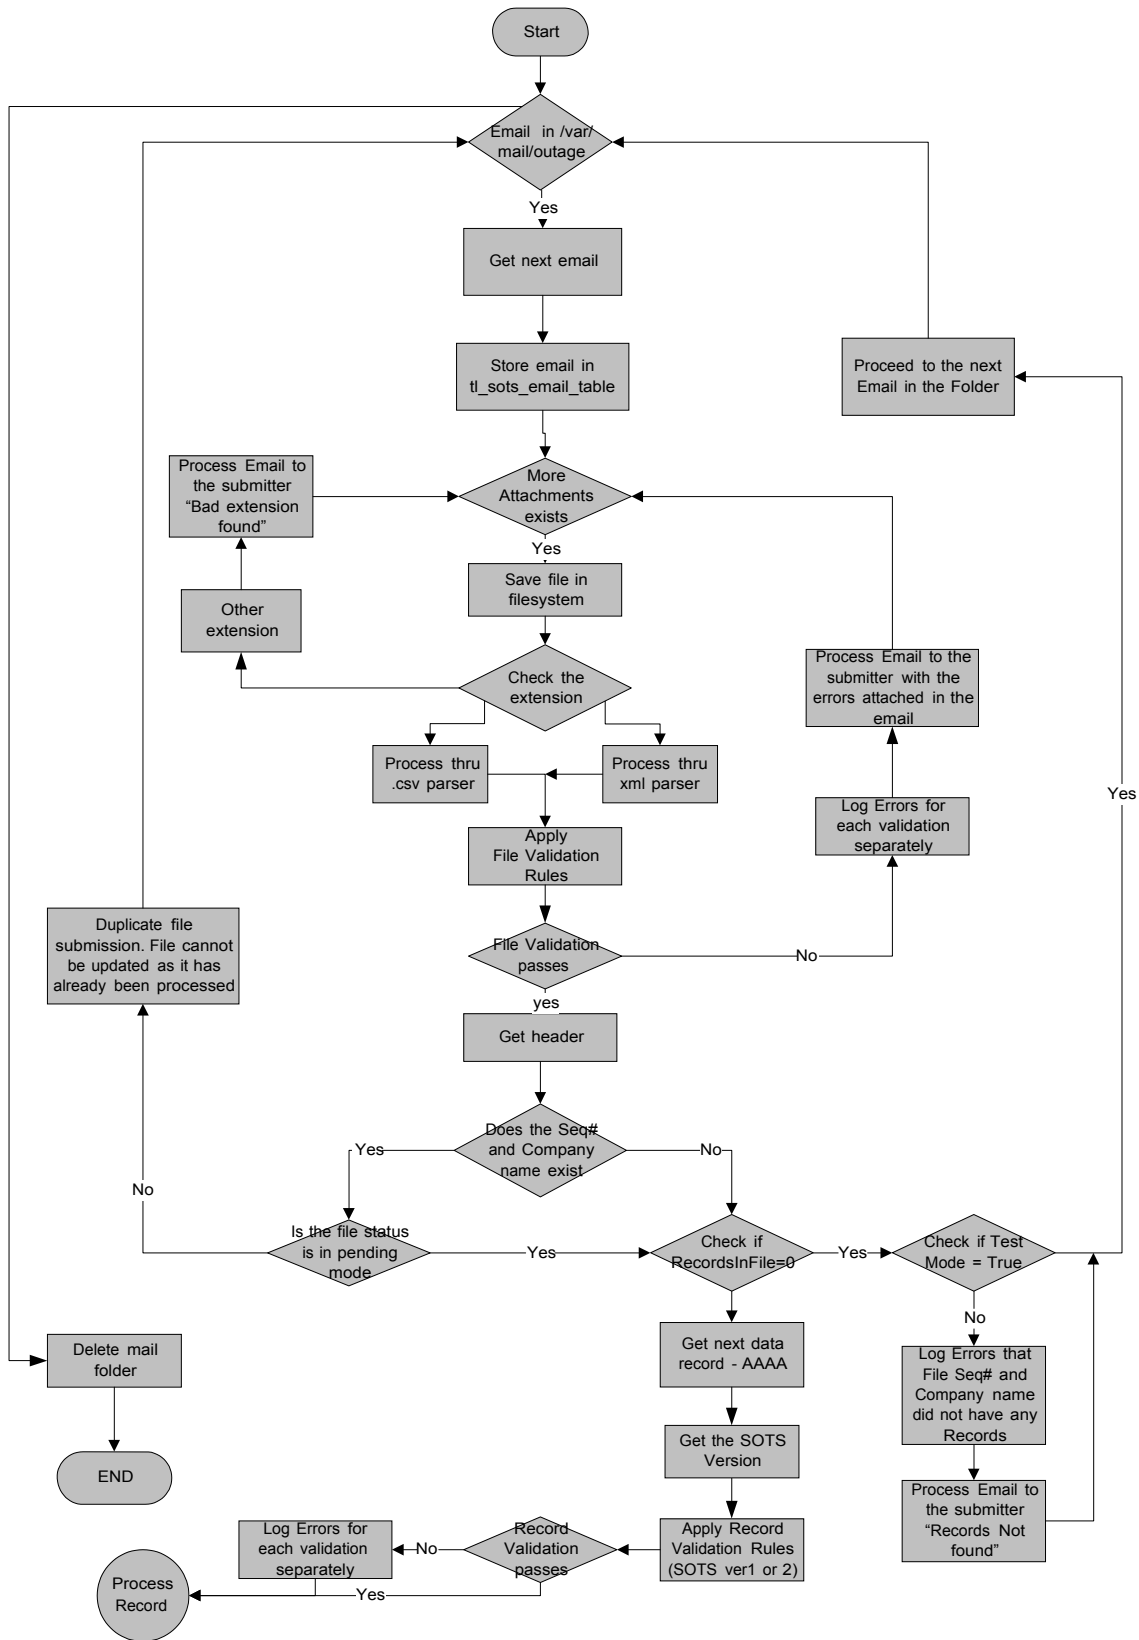 Start
Email in /var/
mail/outage
Yes
Get next email
Store email in
tl_sots_email_table
Proceed to the next
Email in the Folder
Process Email to
the submitter
“Bad extension
found”
More
Attachments
exists
Yes
Save file in
filesystem
Other
extension
Check the
extension
Process Email to the
submitter with the
errors attached in the
email
Process thru
.csv parser
Process thru
xml parser
Yes
Log Errors for
each validation
separately
Apply
File Validation
Rules
Duplicate file
submission. File cannot
be updated as it has
already been processed
File Validation
passes
No
yes
Get header
Does the Seq#
and Company
name exist
Yes
No
No
Is the file status
is in pending
mode
Yes
Check if
RecordsInFile=0
Yes
Check if Test
Mode = True
No
Delete mail
folder
Get next data
record - AAAA
Log Errors that
File Seq# and
Company name
did not have any
Records
Get the SOTS
Version
END
Process Email to
the submitter
“Records Not
found”
Log Errors for
each validation
separately
No
Record
Validation
passes
Apply Record
Validation Rules
(SOTS ver1 or 2)
Process
Record
Yes